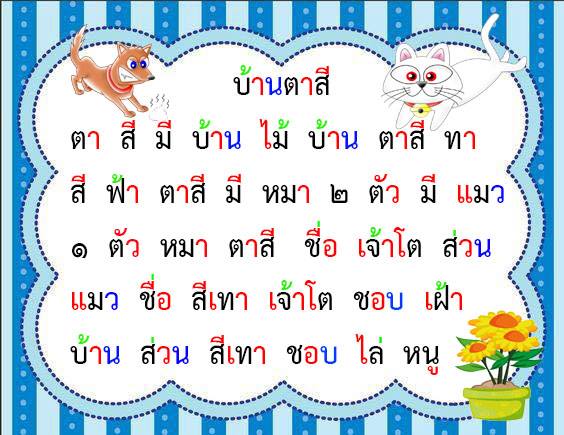 บ้านตาสี
ตา สี มี บ้าน ไม้ บ้าน ตาสี ทา
สี ฟ้า ตาสี มี หมา ๒ ตัว มี แมว
๑ ตัว หมา ตาสี ชื่อ เจ้าโต ส่วน
แมว ชื่อ สีเทา เจ้าโต ชอบ เฝ้า
บ้าน ส่วน สีเทา ชอบ ไล่ หนู